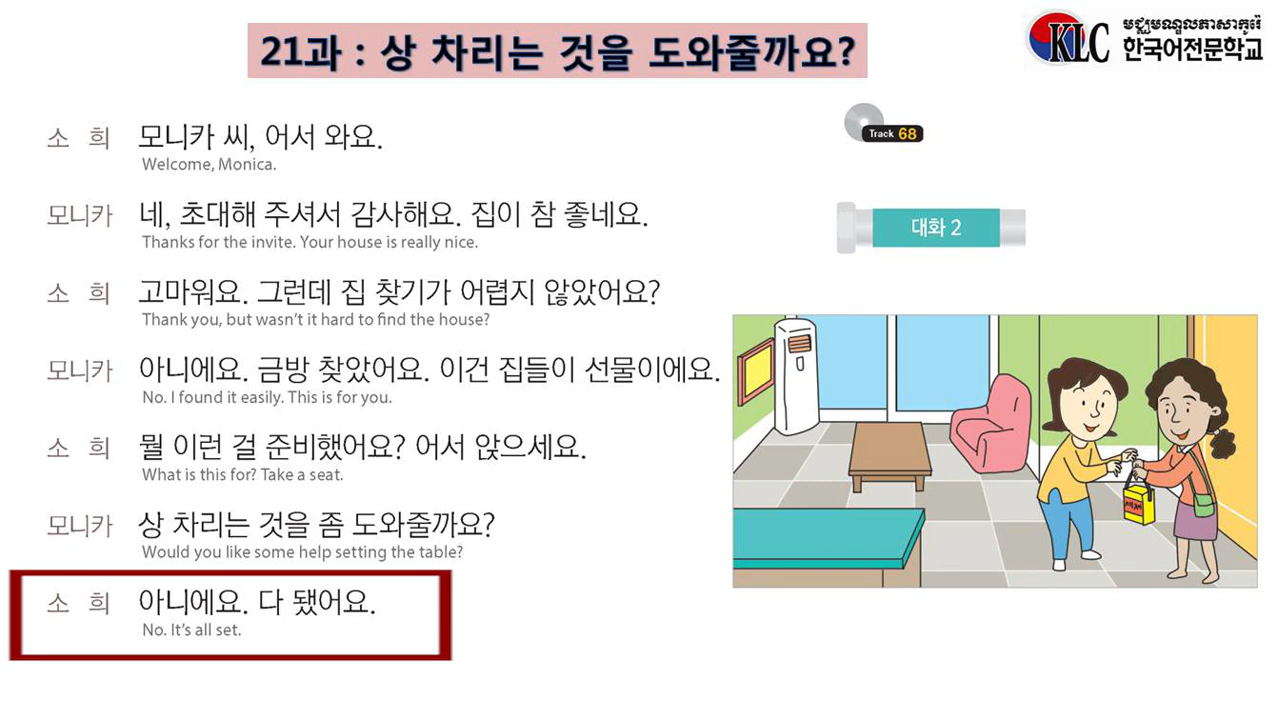 21과 : 상 차리는 것을 도와줄까요?
មជ្ឈមណ្ឌលភាសាកូរ៉េ
KLC 한국어전문학교
소 희 모니카 씨, 어서 와요.
Welcome, Monica.
Track 68
모니카 네, 초대해 주셔서 감사해요. 집이 참 좋네요.
Thanks for the invite. Your house is really nice.
대화 2
소 희 고마워요. 그런데 집 찾기가 어렵지 않았어요?
Thank you, but wasn't it hard to find the house?
모니카 아니에요. 금방 찾았어요. 이건 집들이 선물이에요.
No. I found it easily. This is for you.
소 희 뭘 이런 걸 준비했어요? 어서 앉으세요.
What is this for? Take a seat.
모니카 상 차리는 것을 좀 도와줄까요?
Would you like some help setting the table?
소 희 아니에요. 다 됐어요.
No. It's all set.
세제